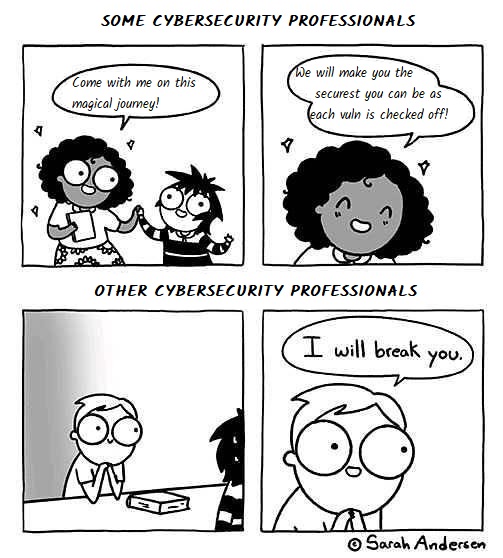 SOME CYBERSECURITY PROFESSIONALS
Come with me on this
magical journey!
We will make you the
securest you can be as
each vuln is checked off!
OTHER CYBERSECURITY PROFESSIONALS
I will break you.
© Sarah Andersen